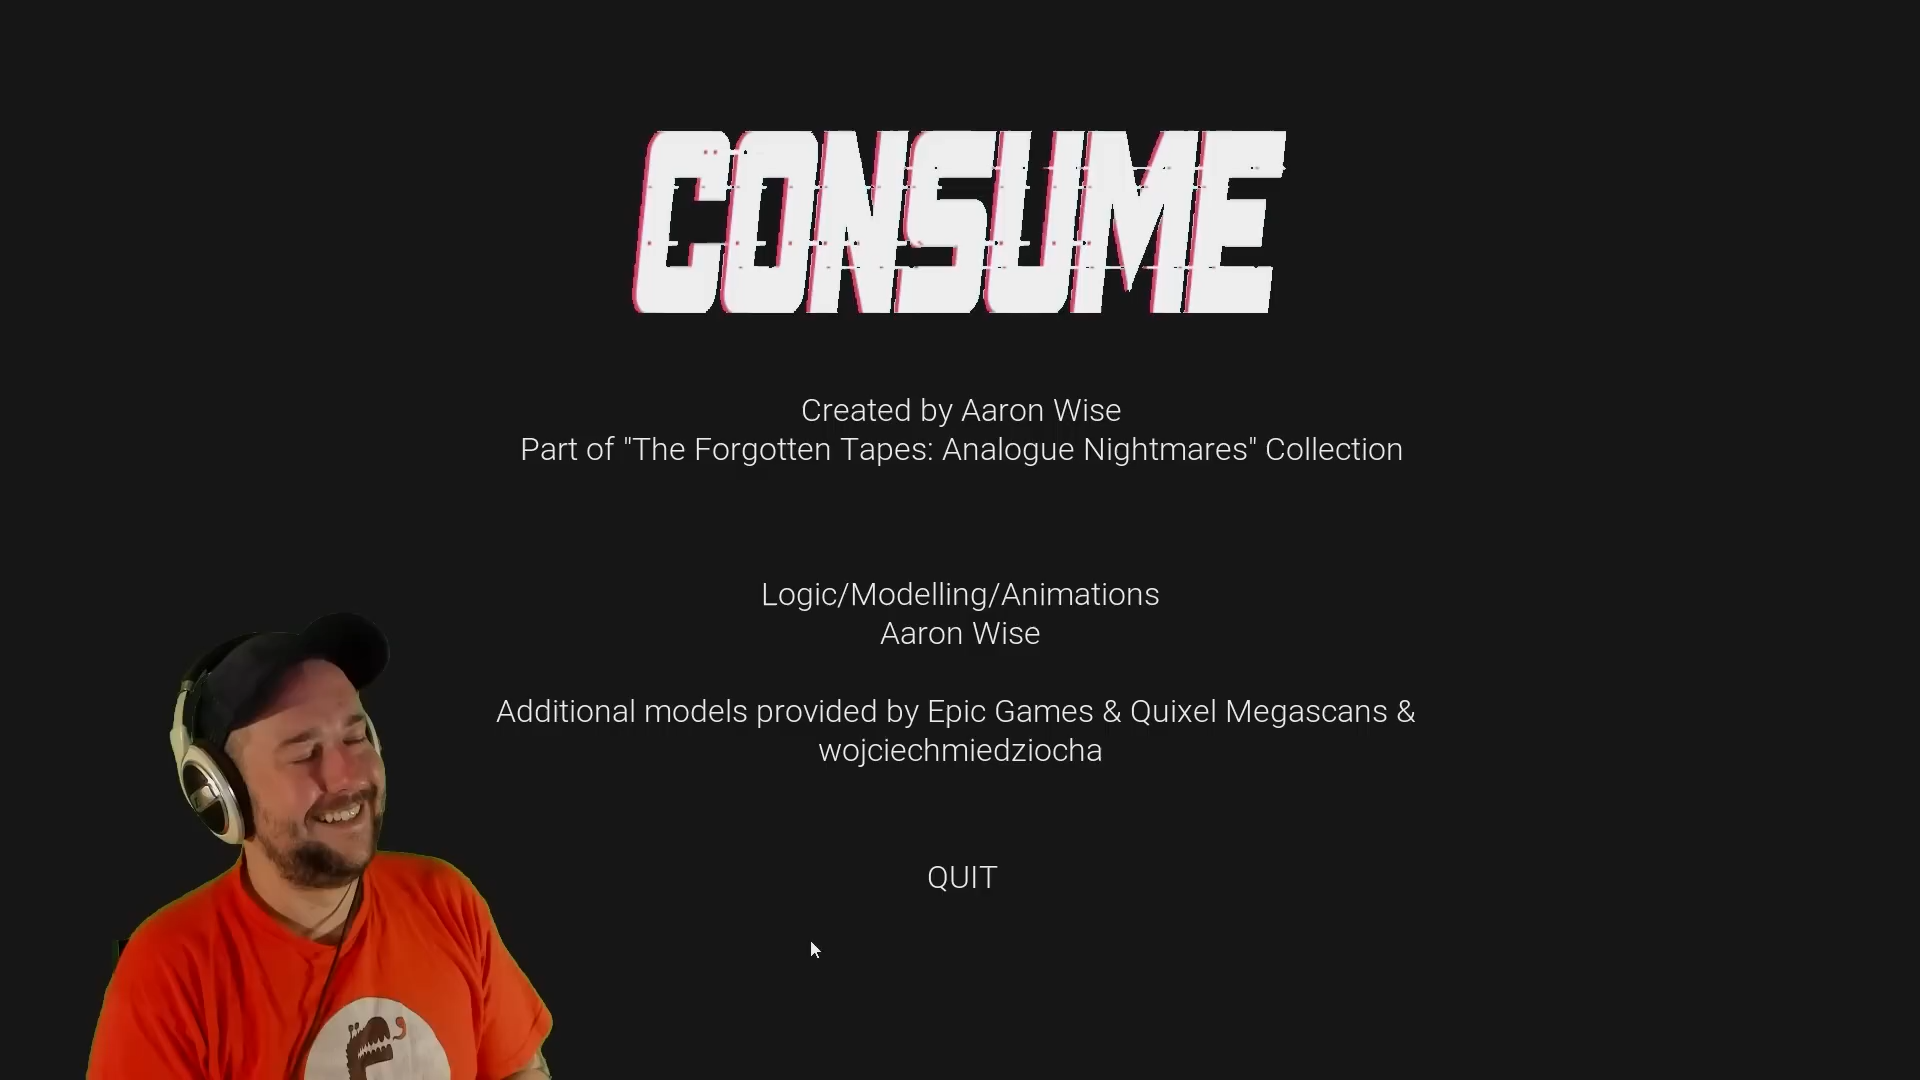 CONSUME
Created by Aaron Wise
Part of "The Forgotten Tapes: Analogue Nightmares" Collection
Logic/Modelling/Animations
Aaron Wise
Additional models provided by Epic Games & Quixel Megascans &
wojciechmiedziocha
QUIT